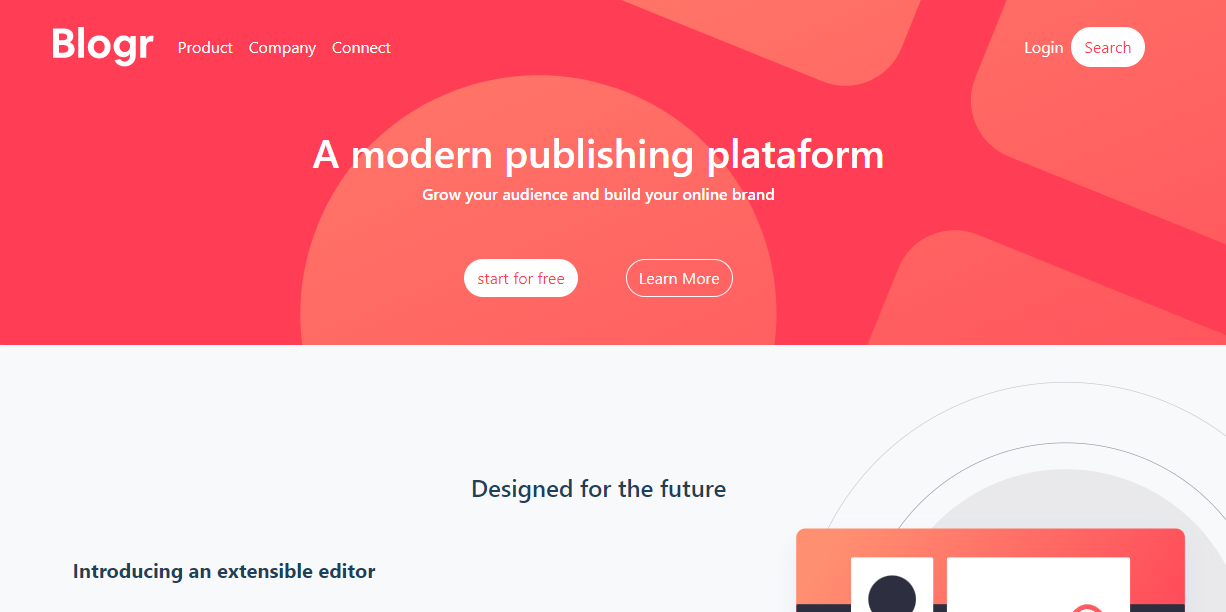 Blogr Product Company Connect Login Search
A modern publishing plataform
Grow your audience and build your online brand
start for free Learn More
Designed for the future
Introducing an extensible editor